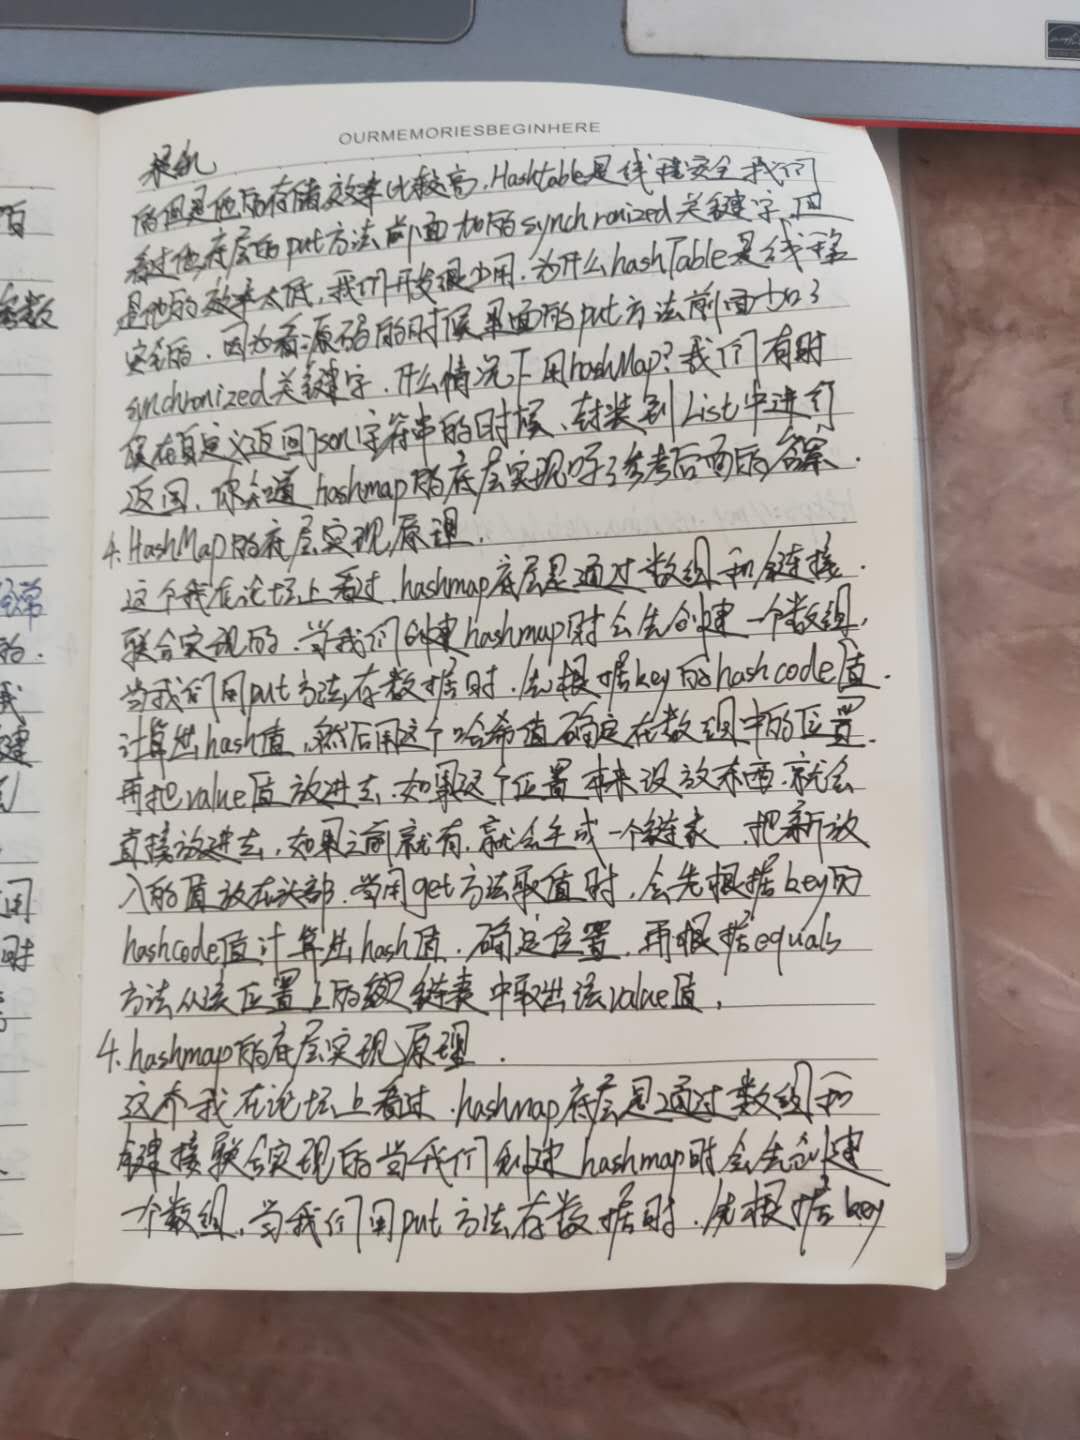 OURMEMORIESBEGINHERE
的但是他的存储效率比较高.Hashtable是线程安全我们
看过他底层的put方法前面加的synchronized关键字,但
是他的效率太低,我们开发很少用.为什么hashTable是线程
安全的.因为看源码的时候里面的put方法前面加了
synchronized关键字.什么情况下用hashMap?我们有时
候在自定义返回json字符串的时候、封装到List中进行
返回.你知道hashmap的底层实现吗?参考后面的答案.
4.HashMap的底层实现原理.
这个我在论坛上看过.hashmap底层是通过数组和链接
联合实现的.当我们创建hashmap时会先创建一个数组,
当我们用put方法存数据时.先根据key的hashcode值.
计算出hash值,然后用这个哈希值确定在数组中的位置.
再把value值放进去.如果这个位置本来没放东西.就会
直接放进去,如果之前就有.就会生成一个链表.把新放
入的值放在头部.当用get方法取值时.会先根据key的
hashcode值计算出hash值.确定位置.再根据equals
方法从该位置上的链表中取出该value值,
4.hashmap的底层实现原理.
这个我在论坛上看过.hashmap底层是通过数组和
链接联合实现的当我们创建hashmap时会先创建
一个数组,当我们用put方法存数据时.先根据key
百
参数
经常
的.
我
建
用
时